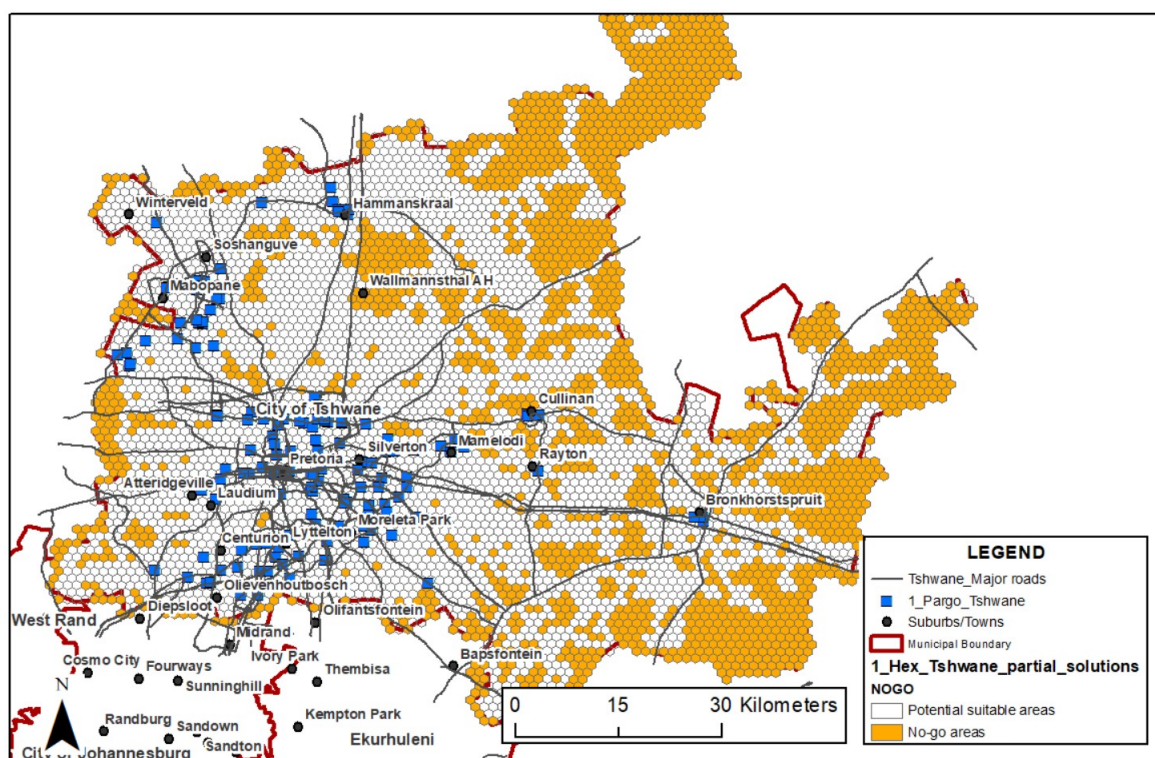 Winterveld
Hammanskraal
Soshanguve
Mabopane
Wallmannsthal AH
City of Tshwane
Cullinan
Silverton
Mamelodi
Pretoria
Rayton
Atteridgeville
Laudium
Bronkhorstspruit
Moreleta Park
Centurion
Lyttelton
Olievenhoutbosch
Diepsloot
Olifantsfontein
West Rand
Midrand
Ivory Park
Bapsfontein
Cosmo City
Fourways
Thembisa
Sunninghill
N
Randburg
Sandown
Kempton Park
Sandton
Ekurhuleni
City of Johannesburg
0 15 30 Kilometers
LEGEND
Tshwane_Major roads
1_Pargo_Tshwane
Suburbs/Towns
Municipal Boundary
1_Hex_Tshwane_partial_solutions
NOGO
Potential suitable areas
No-go areas